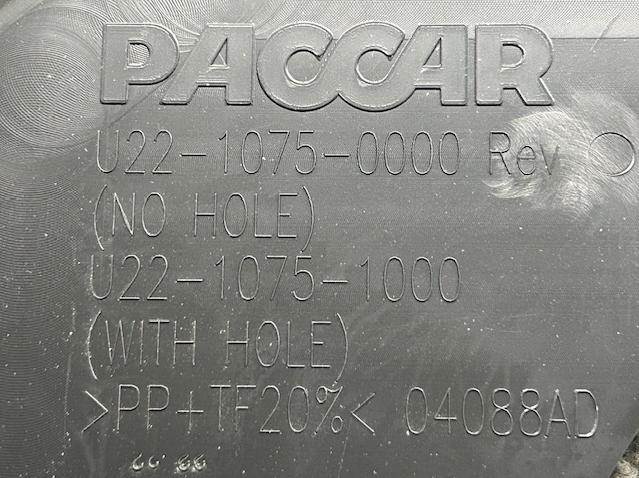 PACCAR
U22-1075-0000 Rev
(NO HOLE)
U22-1075-1000
(WITH HOLE)
>PP+TF20%< 04088AD